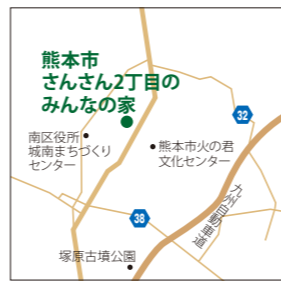 熊本市
さんさん2丁目の
みんなの家
32
南区役所
城南まちづくり
センター
熊本市火の君
文化センター
九州自動車道
38
塚原古墳公園